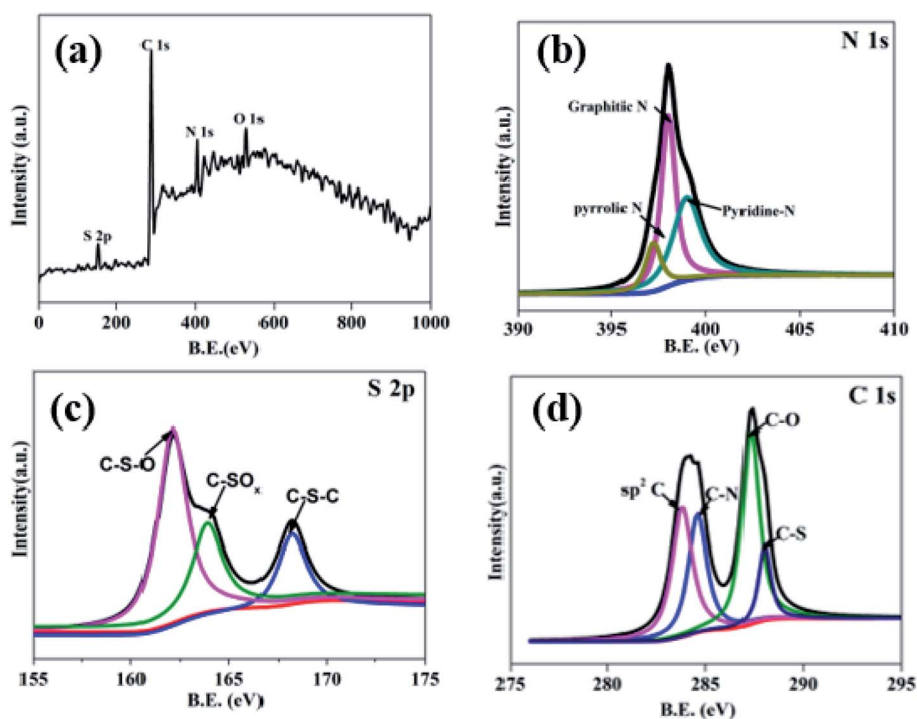 (a)
C 1s
N 1s
O 1s
S 2p
Intensity (a.u.)
0 200 400 600 800 1000
B.E.(eV)
(b)
N 1s
Graphitic N
pyrrolic N
Pyridine-N
Intensity (a.u.)
390 395 400 405 410
B.E. (eV)
(c)
S 2p
C-S-O
C-SOₓ
C-S-C
Intensity(a.u.)
155 160 165 170 175
B.E. (eV)
(d)
C 1s
C-O
sp² C
C-N
C-S
Intensity(a.u.)
275 280 285 290 295
B.E. (eV)